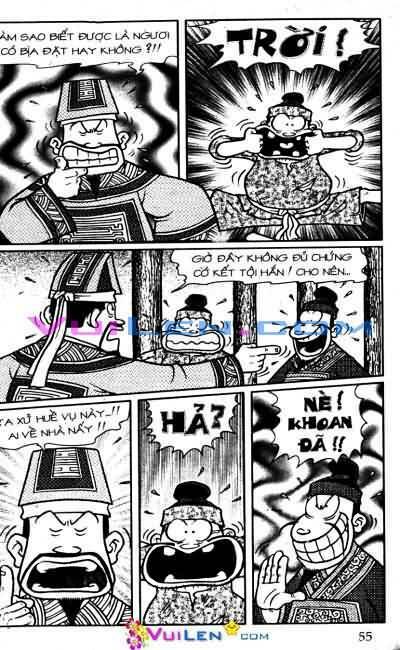 LÀM SAO BIẾT ĐƯỢC LÀ NGƯƠI
CÓ BỊA ĐẶT HAY KHÔNG ?!!
TRỜI !
GIỜ ĐÂY KHÔNG ĐỦ CHỨNG
CỚ KẾT TỘI HẮN ! CHO NÊN..
VUILEN.COM
TA XỬ HUỀ VỤ NÀY...!!
AI VỀ NHÀ NẤY !!
HẢ?
NÈ!
KHOAN
ĐÃ !!
VUILEN.COM
55